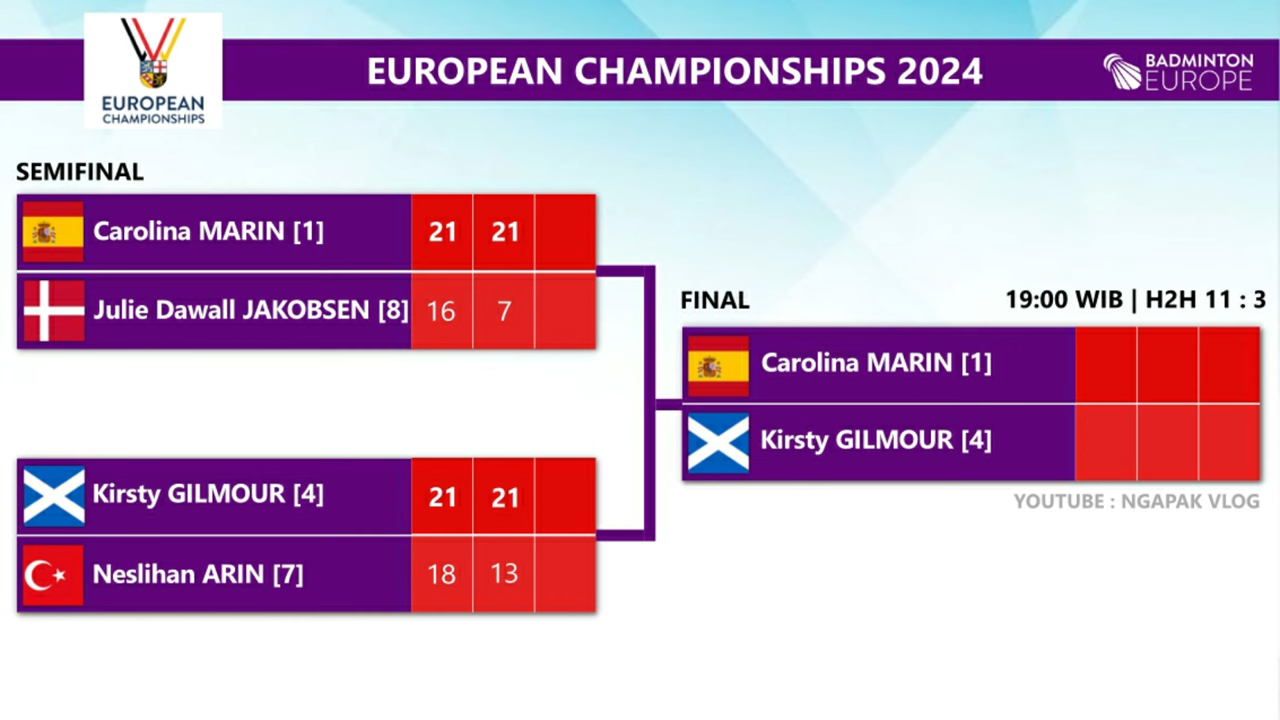 EUROPEAN CHAMPIONSHIPS 2024
EUROPEAN
CHAMPIONSHIPS
BADMINTON
EUROPE
SEMIFINAL
Carolina MARIN [1] 21 21
Julie Dawall JAKOBSEN [8] 16 7
Kirsty GILMOUR [4] 21 21
Neslihan ARIN [7] 18 13
FINAL 19:00 WIB | H2H 11 : 3
Carolina MARIN [1]
Kirsty GILMOUR [4]
YOUTUBE : NGAPAK VLOG